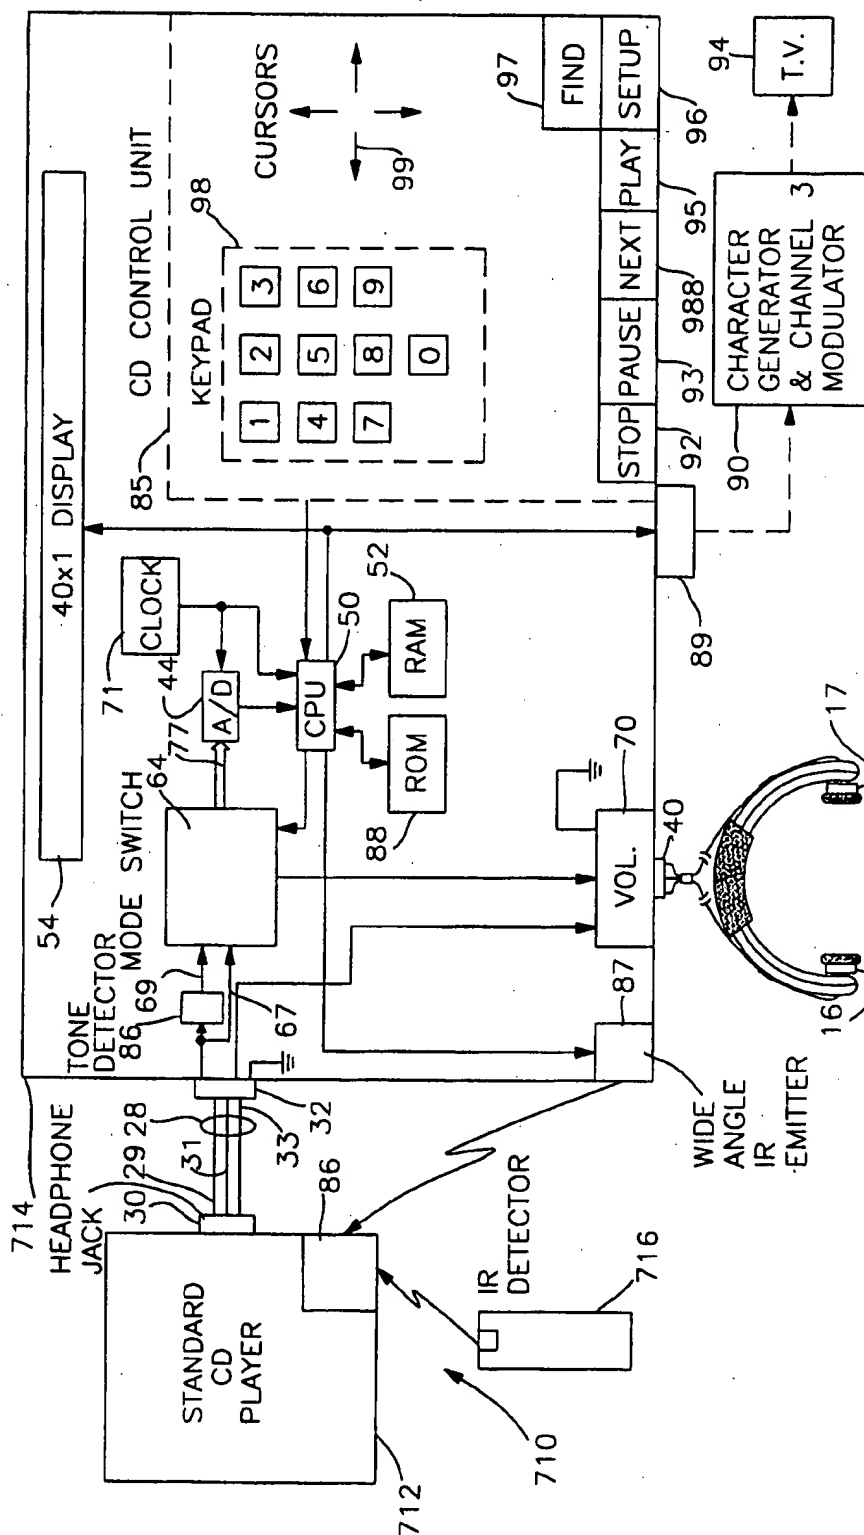 714
54
40x1 DISPLAY
CD CONTROL UNIT
85
KEYPAD
98
1 2 3
4 5 6
7 8 9
0
CURSORS
99
97
FIND
STOP PAUSE NEXT PLAY SETUP
92 93 988 95 96
94
T.V.
90
CHARACTER
GENERATOR
& CHANNEL 3
MODULATOR
89
71
CLOCK
44
A/D
77
64
MODE SWITCH
TONE
DETECTOR
86
69
67
CPU
50
RAM
52
ROM
88
VOL.
70
40
17
16
87
WIDE
ANGLE
IR
EMITTER
HEADPHONE
JACK
30
29
31
28
33
32
STANDARD
CD
PLAYER
712
86
IR
DETECTOR
716
710